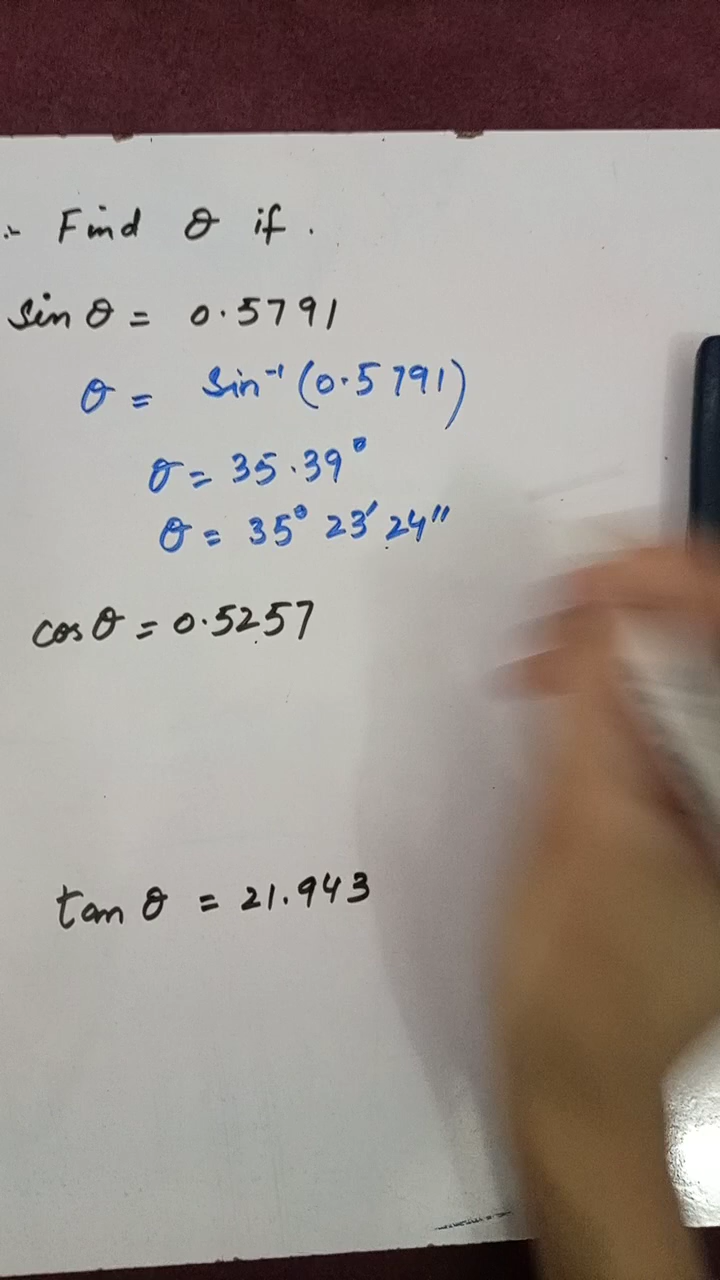 :- Find θ if.
sin θ = 0.5791
θ = sin⁻¹ (0.5791)
θ = 35.39°
θ = 35° 23' 24"
cos θ = 0.5257
tan θ = 21.943